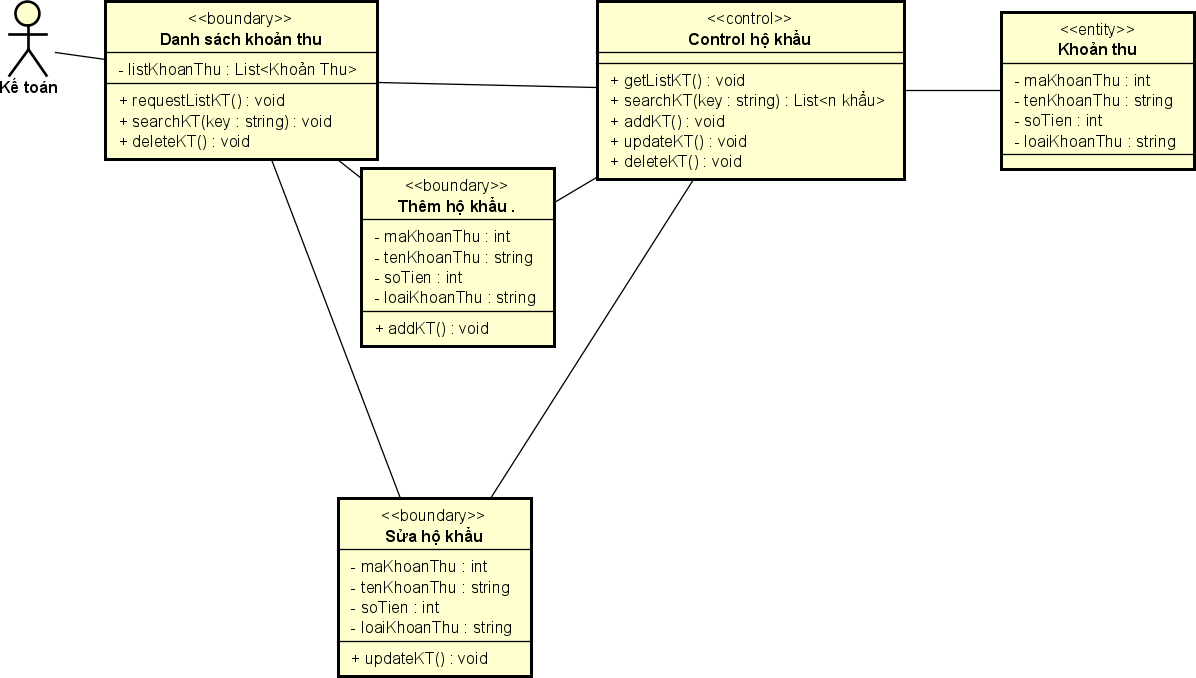 Kế toán
<<boundary>>
Danh sách khoản thu
- listKhoanThu : List<Khoản Thu>
+ requestListKT() : void
+ searchKT(key : string) : void
+ deleteKT() : void
<<boundary>>
Thêm hộ khẩu .
- maKhoanThu : int
- tenKhoanThu : string
- soTien : int
- loaiKhoanThu : string
+ addKT() : void
<<control>>
Control hộ khẩu
+ getListKT() : void
+ searchKT(key : string) : List<n khẩu>
+ addKT() : void
+ updateKT() : void
+ deleteKT() : void
<<entity>>
Khoản thu
- maKhoanThu : int
- tenKhoanThu : string
- soTien : int
- loaiKhoanThu : string
<<boundary>>
Sửa hộ khẩu
- maKhoanThu : int
- tenKhoanThu : string
- soTien : int
- loaiKhoanThu : string
+ updateKT() : void